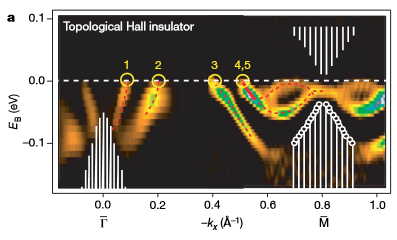 a
0.1
Topological Hall insulator
1 2 3 4,5
0.0
E_B (eV)
–0.1
0.0 0.2 0.4 0.6 0.8 1.0
Γ̅ –k_x (Å⁻¹) M̅